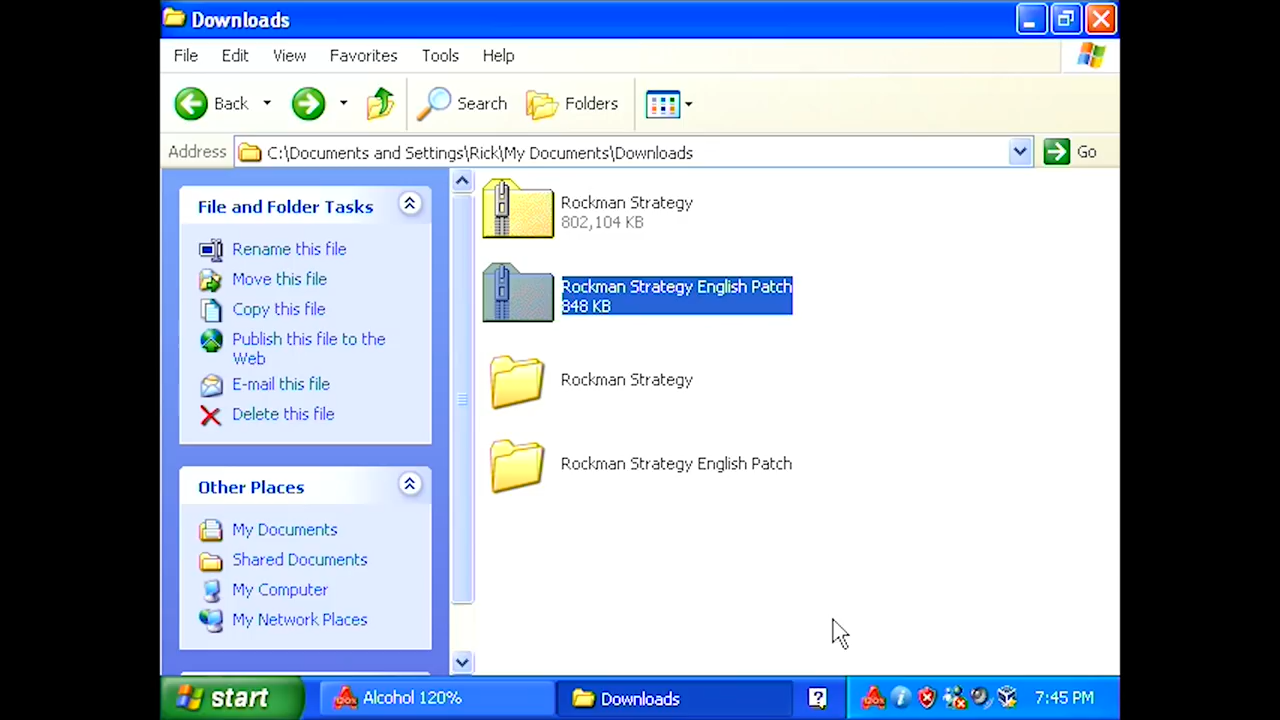 Downloads
File Edit View Favorites Tools Help
Back Search Folders
Address C:\Documents and Settings\Rick\My Documents\Downloads Go
File and Folder Tasks
Rename this file
Move this file
Copy this file
Publish this file to the
Web
E-mail this file
Delete this file
Other Places
My Documents
Shared Documents
My Computer
My Network Places
Rockman Strategy
802,104 KB
Rockman Strategy English Patch
848 KB
Rockman Strategy
Rockman Strategy English Patch
start Alcohol 120% Downloads ? 7:45 PM